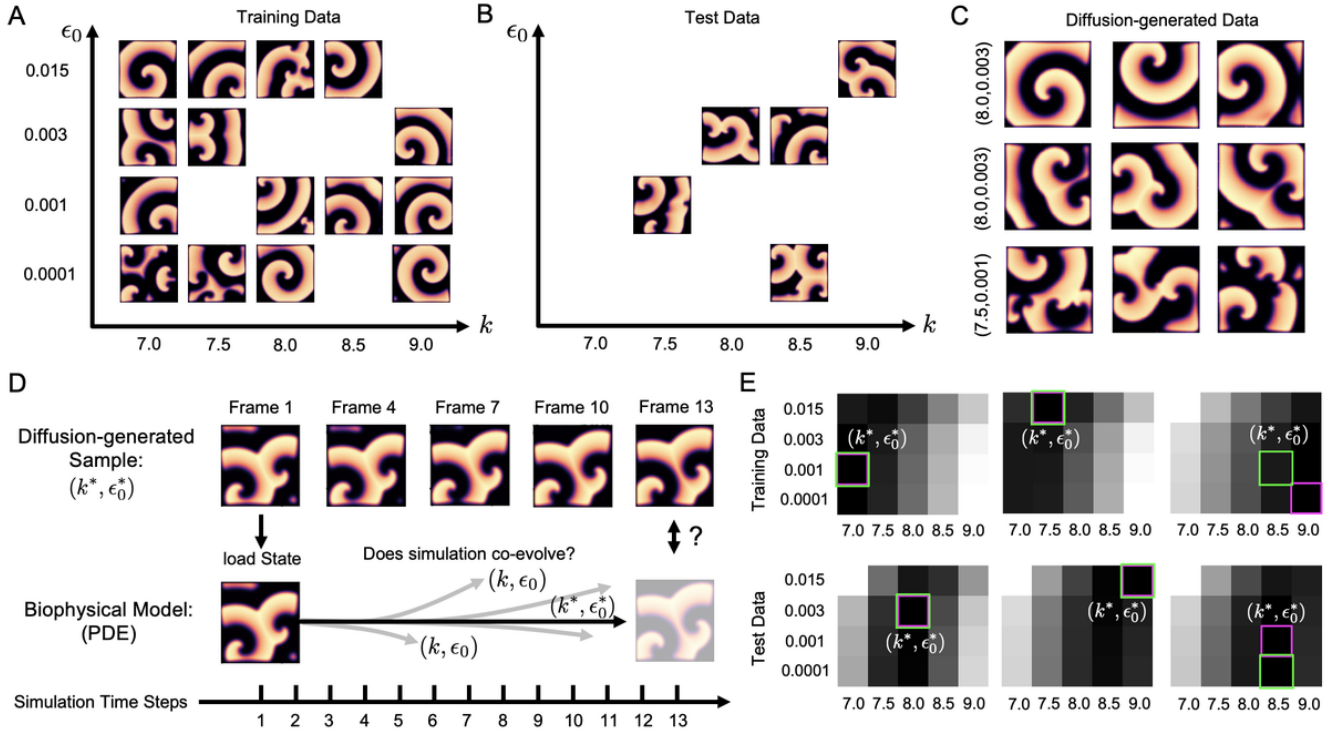 A
Training Data
ϵ₀
0.015
0.003
0.001
0.0001
7.0 7.5 8.0 8.5 9.0
k
B
Test Data
ϵ₀
7.0 7.5 8.0 8.5 9.0
k
C
Diffusion-generated Data
(8.0,0.003)
(8.0,0.003)
(7.5,0.001)
D
Frame 1 Frame 4 Frame 7 Frame 10 Frame 13
Diffusion-generated
Sample:
(k*, ϵ₀*)
load State
Does simulation co-evolve?
?
(k, ϵ₀)
(k*, ϵ₀*)
(k, ϵ₀)
Biophysical Model:
(PDE)
Simulation Time Steps
1 2 3 4 5 6 7 8 9 10 11 12 13
E
Training Data
0.015
0.003
0.001
0.0001
(k*, ϵ₀*) (k*, ϵ₀*) (k*, ϵ₀*)
7.0 7.5 8.0 8.5 9.0 7.0 7.5 8.0 8.5 9.0 7.0 7.5 8.0 8.5 9.0
Test Data
0.015
0.003
0.001
0.0001
(k*, ϵ₀*) (k*, ϵ₀*) (k*, ϵ₀*)
7.0 7.5 8.0 8.5 9.0 7.0 7.5 8.0 8.5 9.0 7.0 7.5 8.0 8.5 9.0